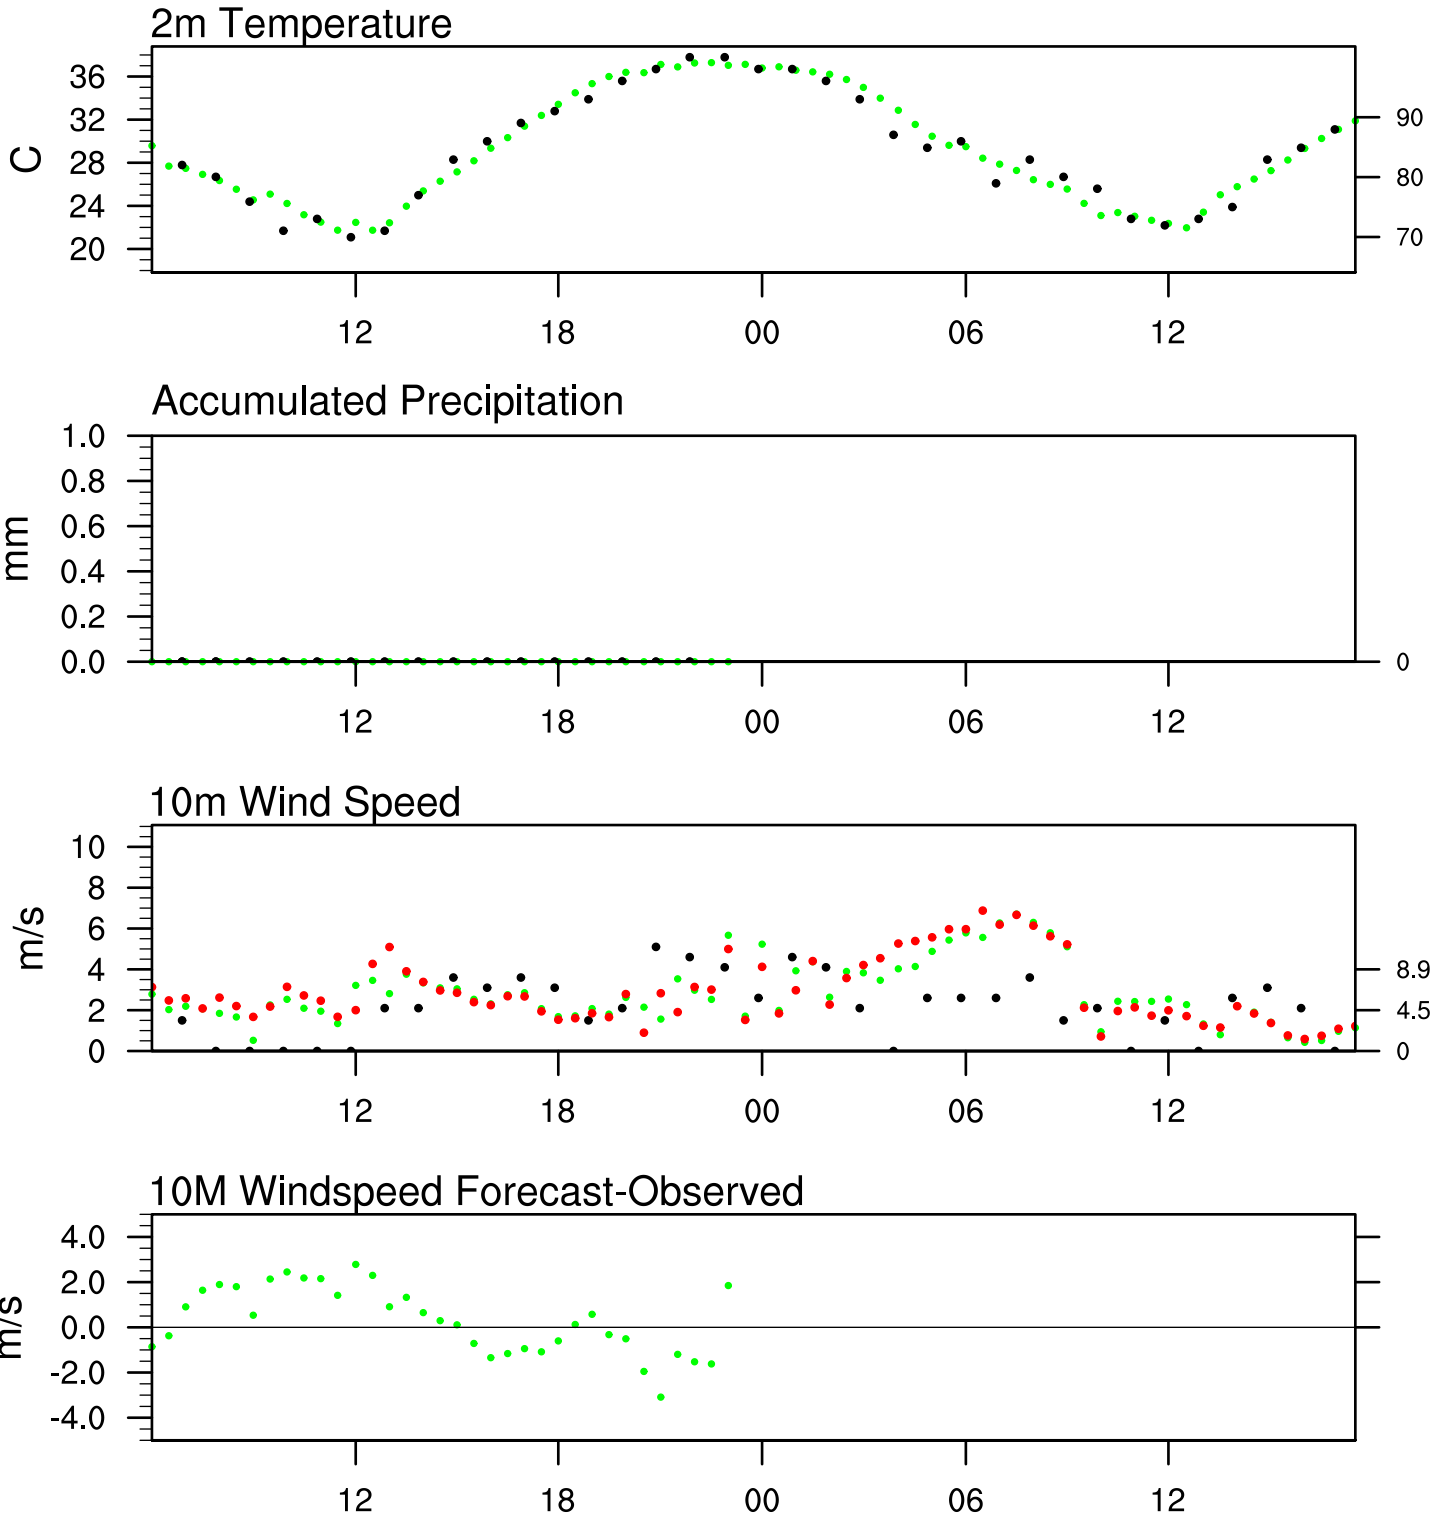 2m Temperature
36
32
28
24
20
C
90
80
70
12 18 00 06 12
Accumulated Precipitation
1.0
0.8
0.6
0.4
0.2
0.0
mm
0
12 18 00 06 12
10m Wind Speed
10
8
6
4
2
0
m/s
8.9
4.5
0
12 18 00 06 12
10M Windspeed Forecast-Observed
4.0
2.0
0.0
-2.0
-4.0
m/s
12 18 00 06 12